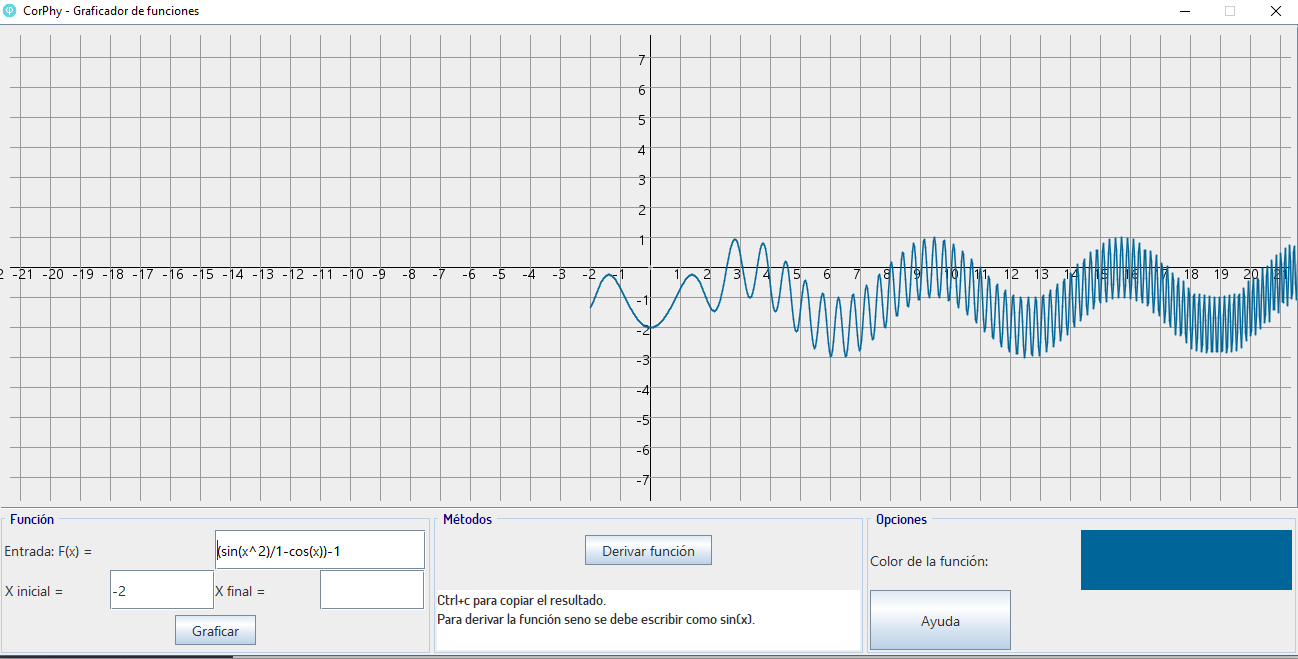 CorPhy - Graficador de funciones
7
6
5
4
3
2
1
2 -21 -20 -19 -18 -17 -16 -15 -14 -13 -12 -11 -10 -9 -8 -7 -6 -5 -4 -3 -2 -1 1 2 3 4 5 6 7 8 9 10 11 12 13 14 15 16 17 18 19 20 21
-1
-2
-3
-4
-5
-6
-7
Función
Entrada: F(x) = (sin(x^2)/1-cos(x))-1
X inicial = -2 X final =
Graficar
Métodos
Derivar función
Ctrl+c para copiar el resultado.
Para derivar la función seno se debe escribir como sin(x).
Opciones
Color de la función:
Ayuda